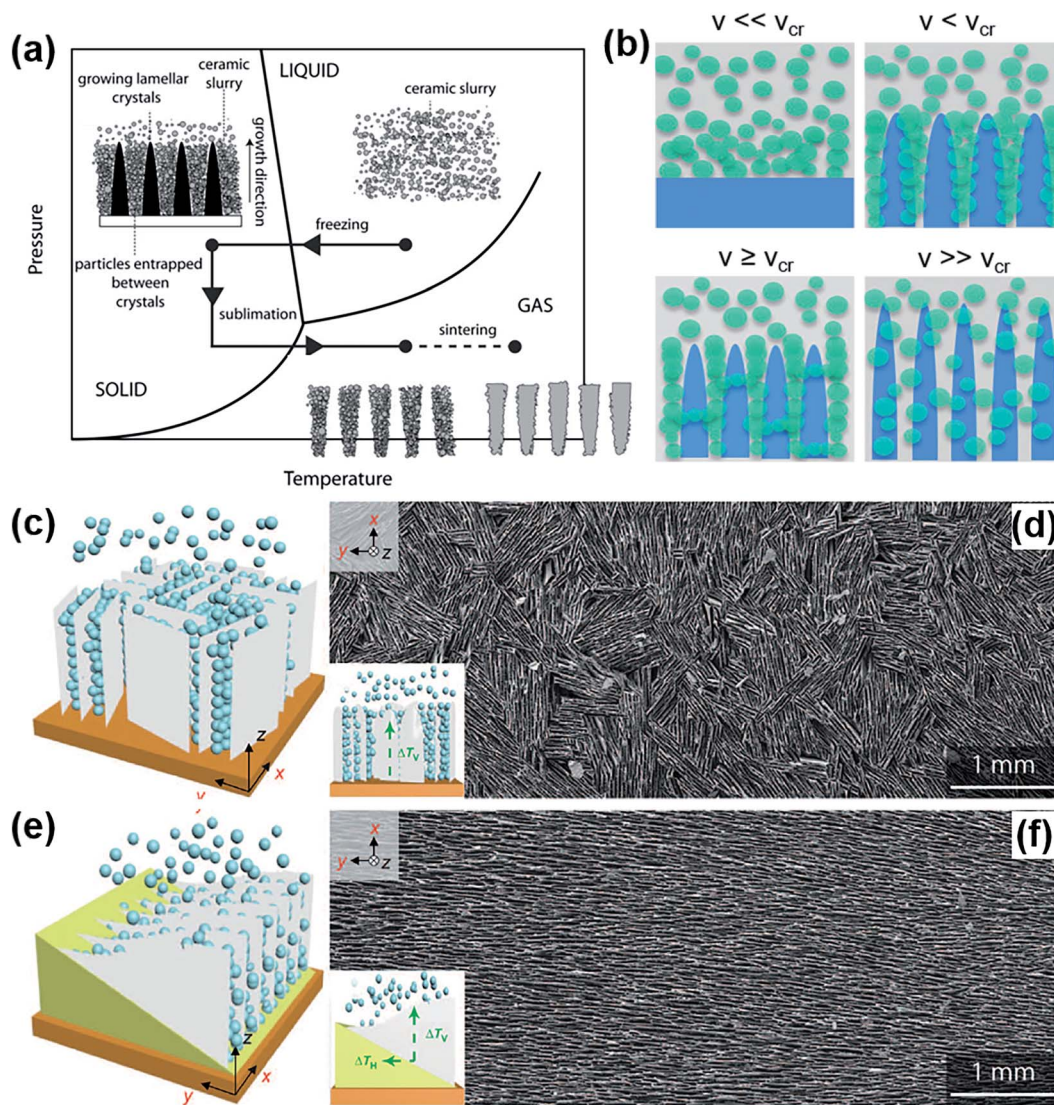 (a)
growing lamellar
crystals
ceramic
slurry
LIQUID
ceramic slurry
growth direction
freezing
particles entrapped
between
crystals
sublimation
GAS
sintering
SOLID
Pressure
Temperature
(b)
v << vcr
v < vcr
v ≥ vcr
v >> vcr
(c)
z
x
y
ΔTV
(d)
x
y
z
1 mm
(e)
z
x
y
ΔTV
ΔTH
(f)
x
y
z
1 mm